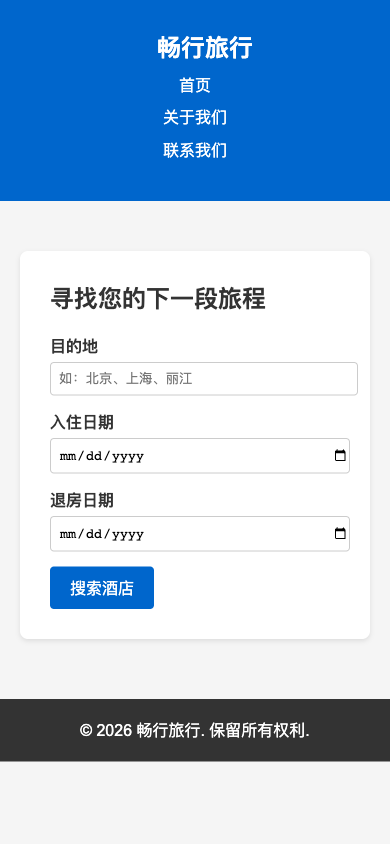 畅行旅行
首页
关于我们
联系我们
寻找您的下一段旅程
目的地
如：北京、上海、丽江
入住日期
mm/dd/yyyy
退房日期
mm/dd/yyyy
搜索酒店
© 2026 畅行旅行. 保留所有权利.